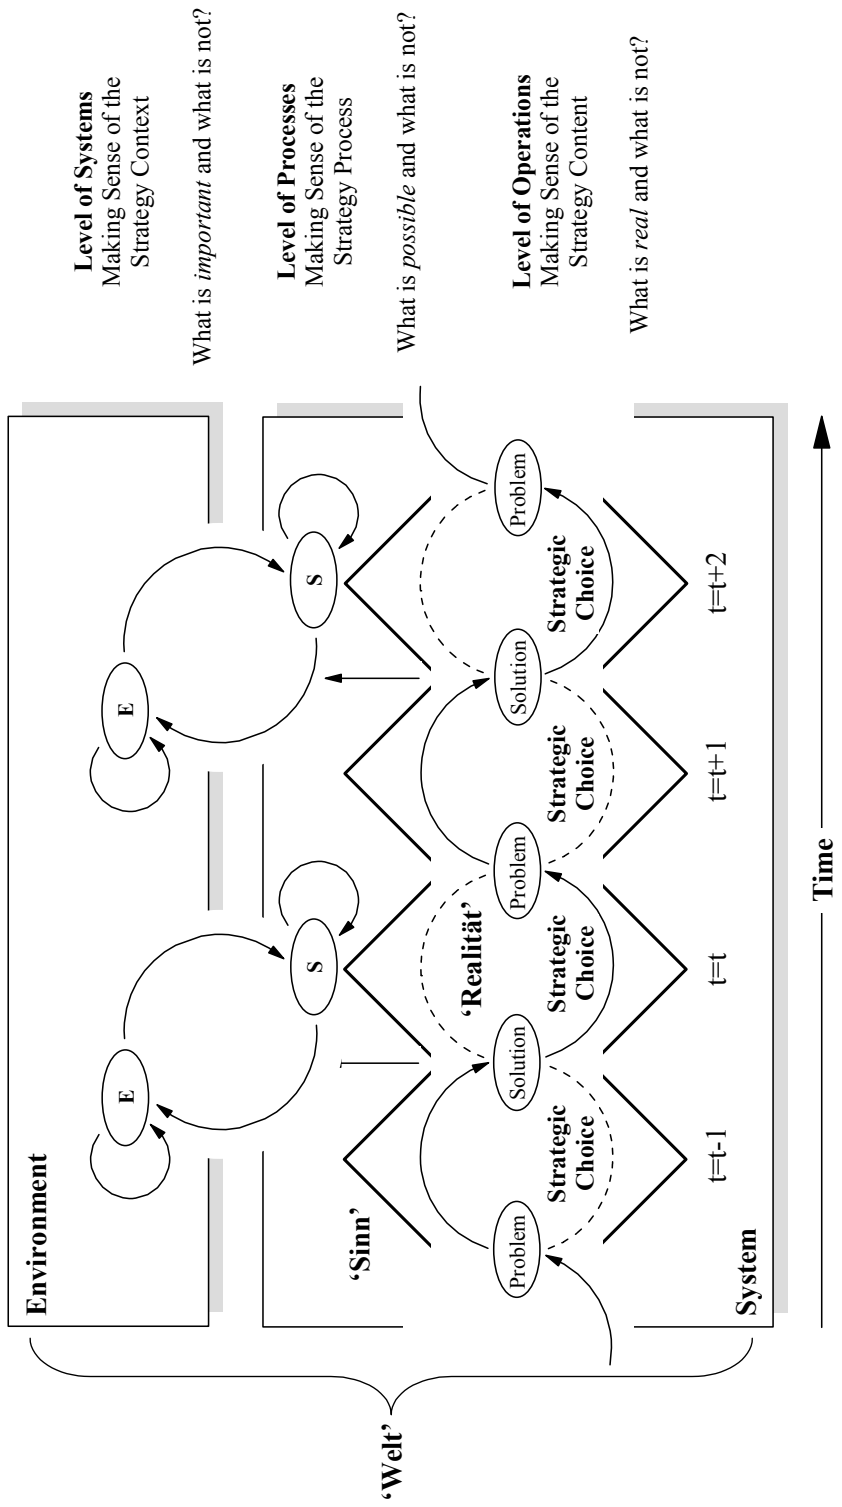 ‘Welt’
Environment
E
E
S
S
‘Sinn’
‘Realität’
Problem
Solution
Problem
Solution
Problem
Strategic
Choice
Strategic
Choice
Strategic
Choice
Strategic
Choice
t=t-1
t=t
t=t+1
t=t+2
System
Time
Level of Systems
Making Sense of the
Strategy Context
What is important and what is not?
Level of Processes
Making Sense of the
Strategy Process
What is possible and what is not?
Level of Operations
Making Sense of the
Strategy Content
What is real and what is not?